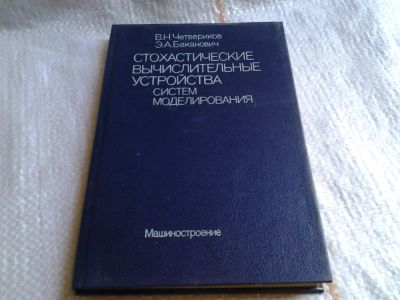 В.Н.Четвериков
Э.А.Баканович
СТОХАСТИЧЕСКИЕ
ВЫЧИСЛИТЕЛЬНЫЕ
УСТРОЙСТВА
СИСТЕМ
МОДЕЛИРОВАНИЯ
Машиностроение